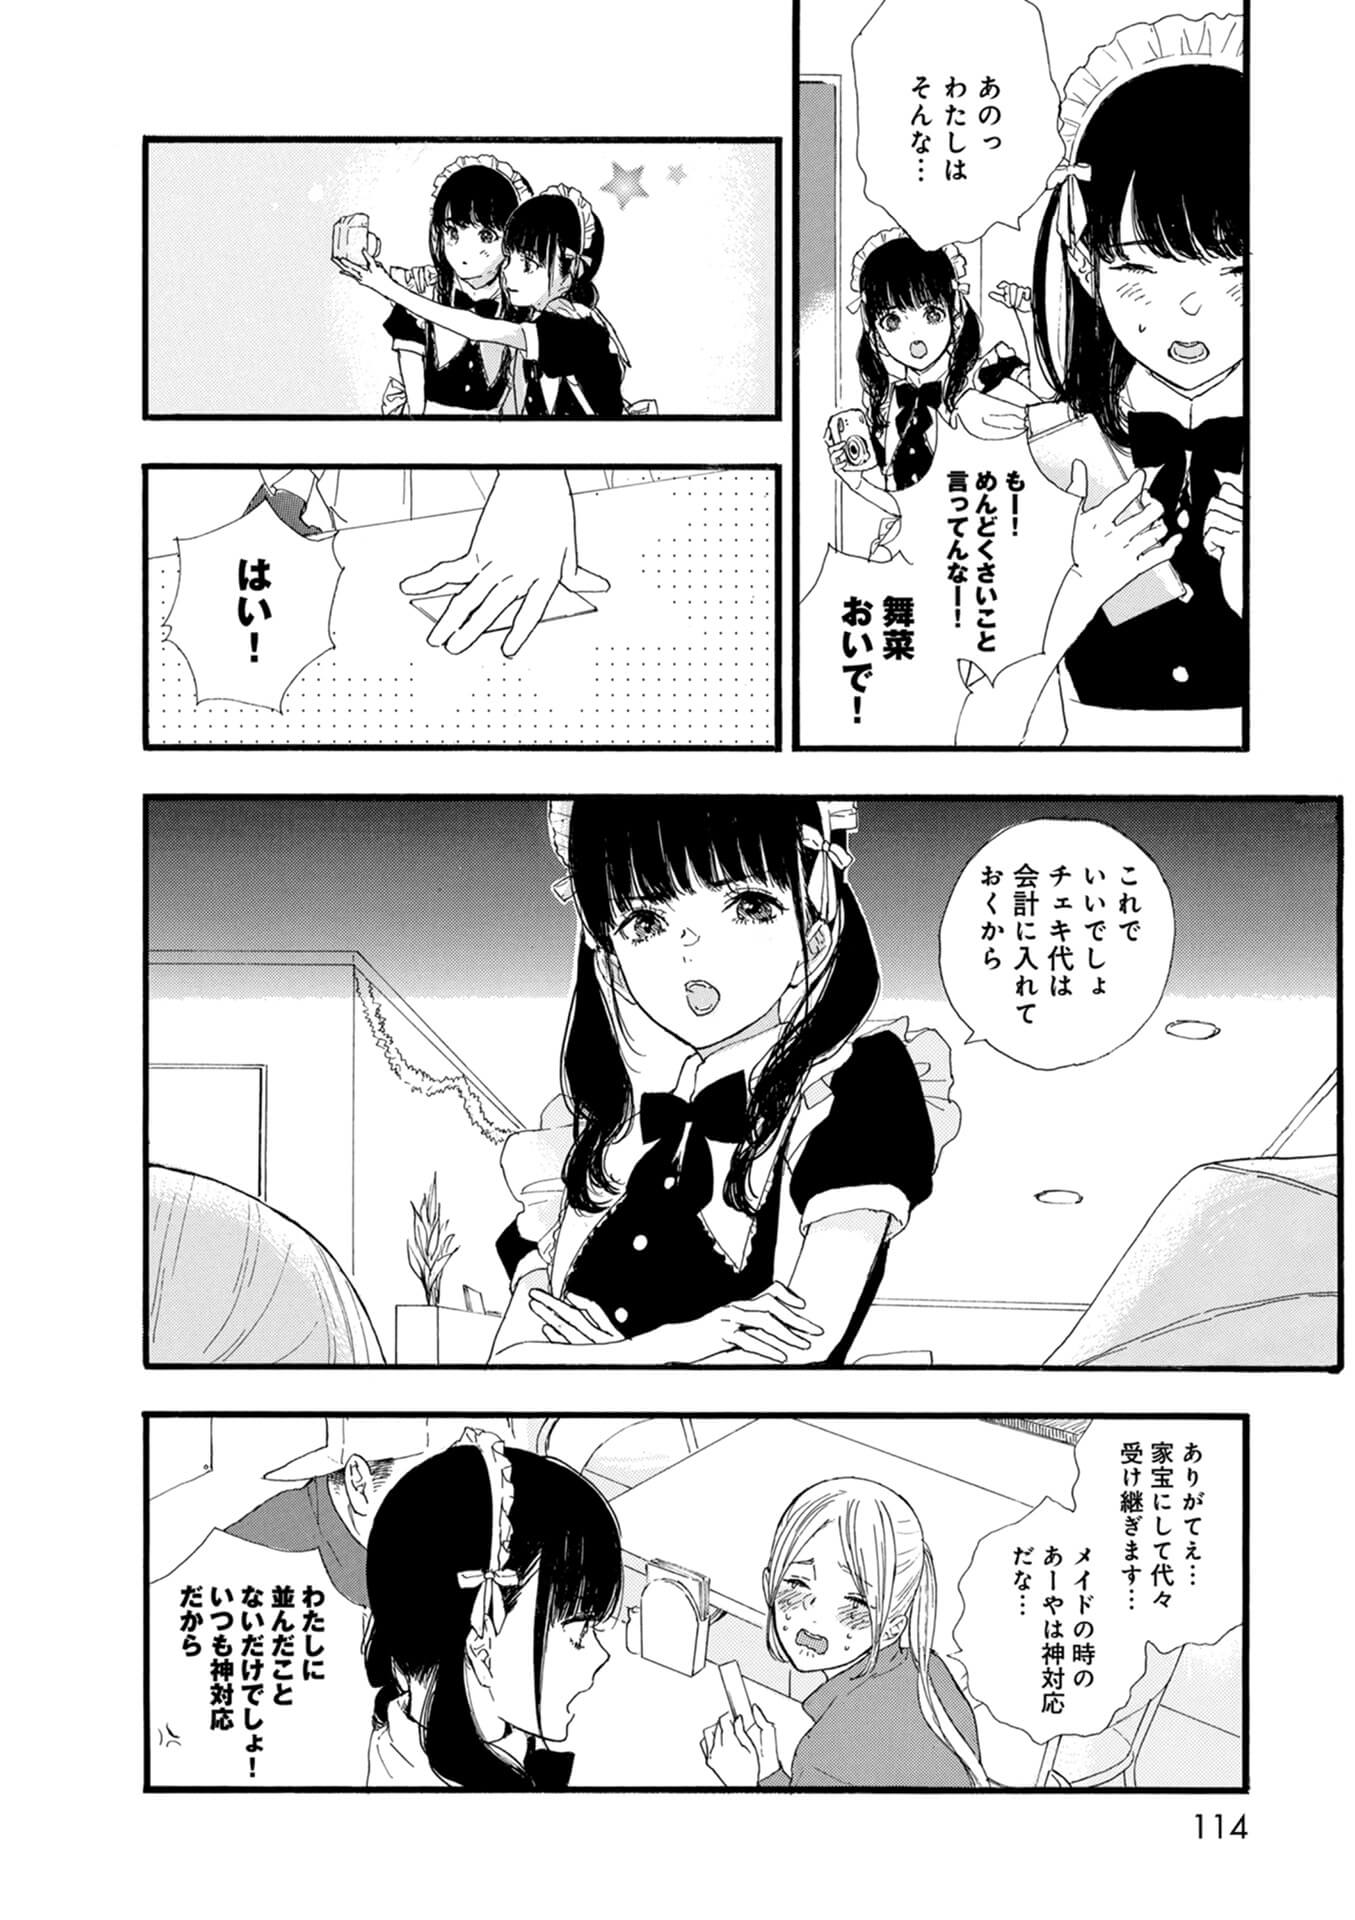 あのっ
わたしは
そんな…
もー！
めんどくさいこと
言ってんなー！
舞菜
おいで！
はい！
これで
いいでしょ
チェキ代は
会計に入れて
おくから
ありがてえ…
家宝にして代々
受け継ぎます…
メイドの時の
あーやは神対応
だな…
わたしに
並んだこと
ないだけでしょ！
いつも神対応
だから
114